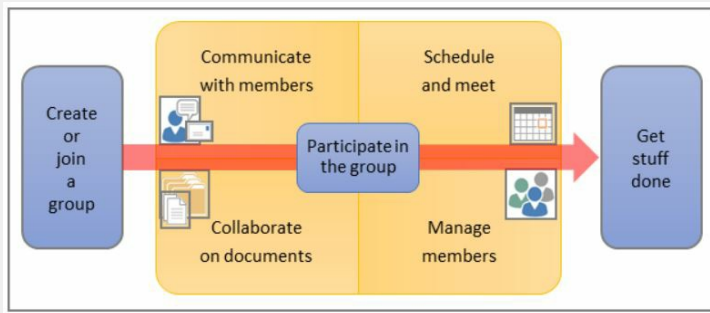 Create
or
join
a
group
Communicate
with members
Schedule
and meet
Participate in
the group
Collaborate
on documents
Manage
members
Get
stuff
done